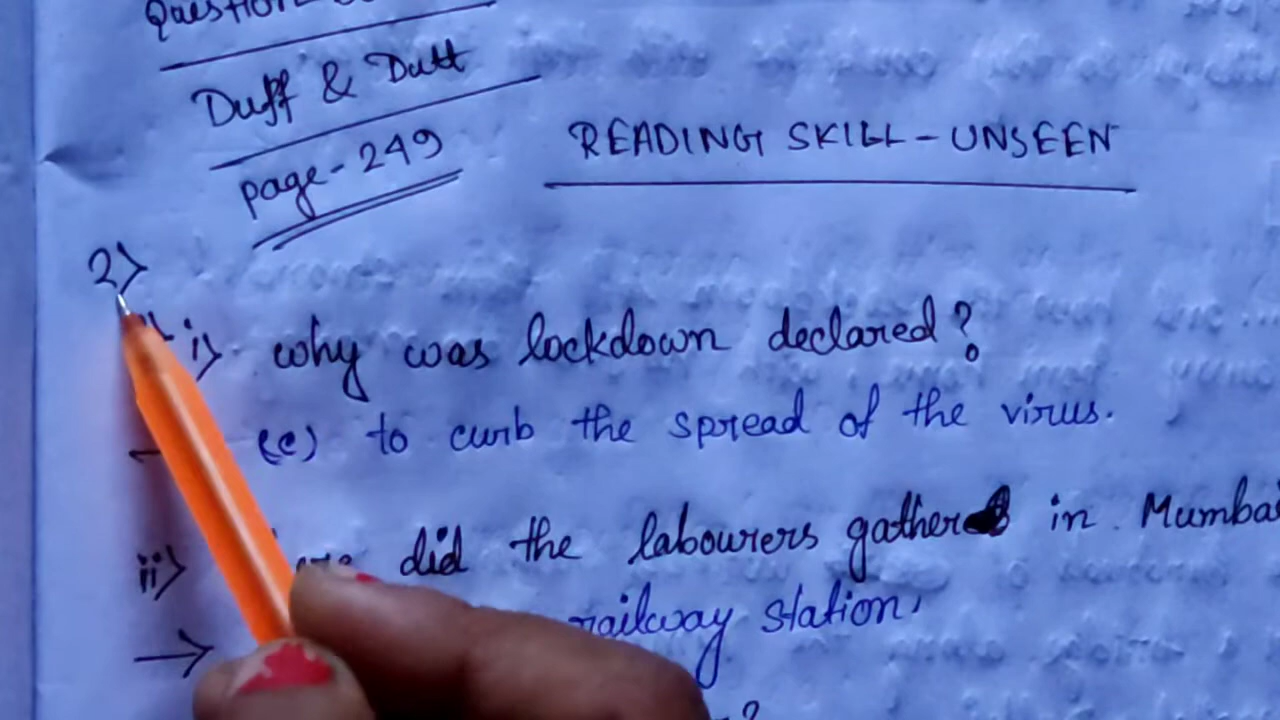 Duff & Dutt
page - 249
READING SKILL - UNSEEN
2)
i) why was lockdown declared?
(c) to curb the spread of the virus.
ii) did the labourers gather in Mumbai
→ railway station.
?